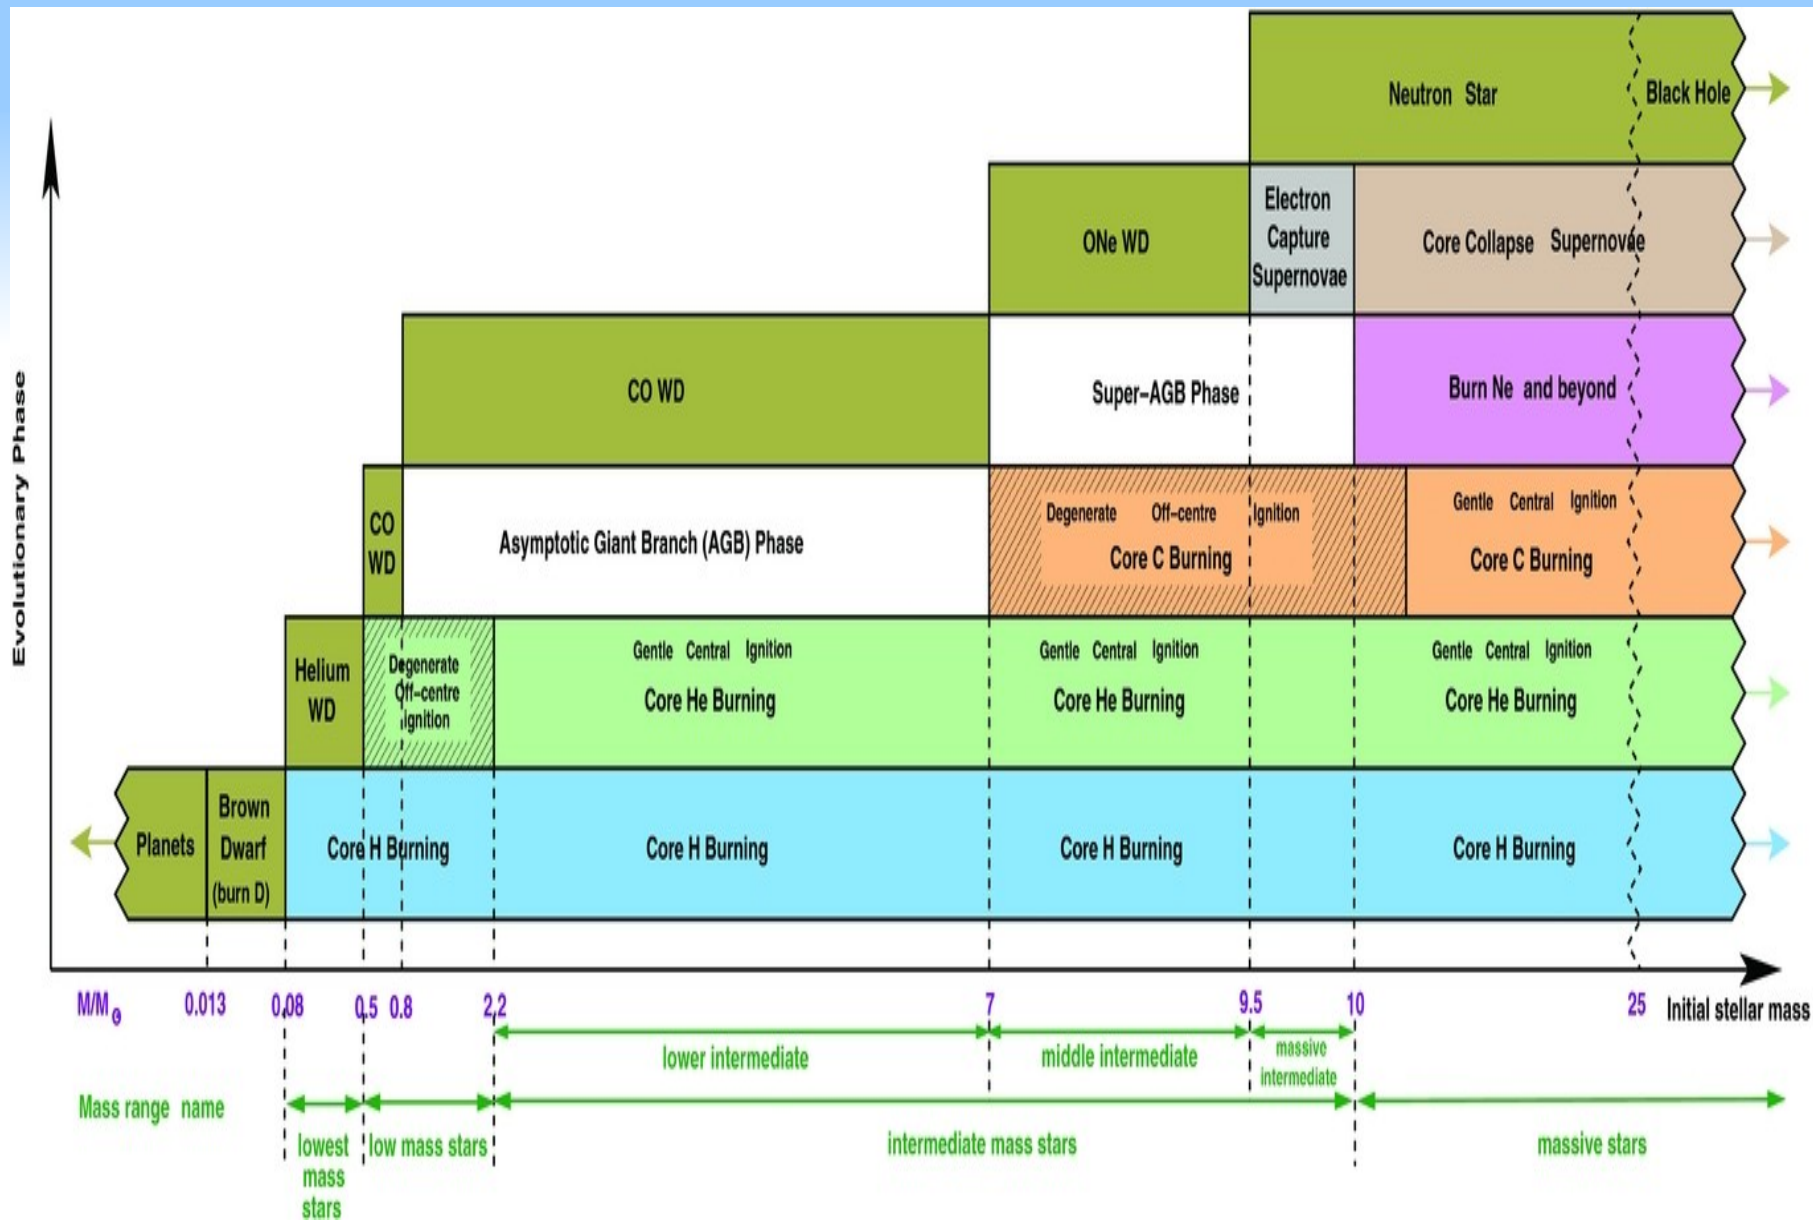 Neutron Star
Black Hole
ONe WD
Electron
Capture
Supernovae
Core Collapse Supernovae
CO WD
Super-AGB Phase
Burn Ne and beyond
CO
WD
Asymptotic Giant Branch (AGB) Phase
Degenerate Off-centre Ignition
Core C Burning
Gentle Central Ignition
Core C Burning
Helium
WD
Degenerate
Off-centre
Ignition
Gentle Central Ignition
Core He Burning
Gentle Central Ignition
Core He Burning
Gentle Central Ignition
Core He Burning
Planets
Brown
Dwarf
(burn D)
Core H Burning
Core H Burning
Core H Burning
Core H Burning
Evolutionary Phase
M/M⊙ 0.013 0.08 0.5 0.8 2.2 7 9.5 10 25 Initial stellar mass
lower intermediate
middle intermediate
massive
intermediate
Mass range name
lowest
mass
stars
low mass stars
intermediate mass stars
massive stars